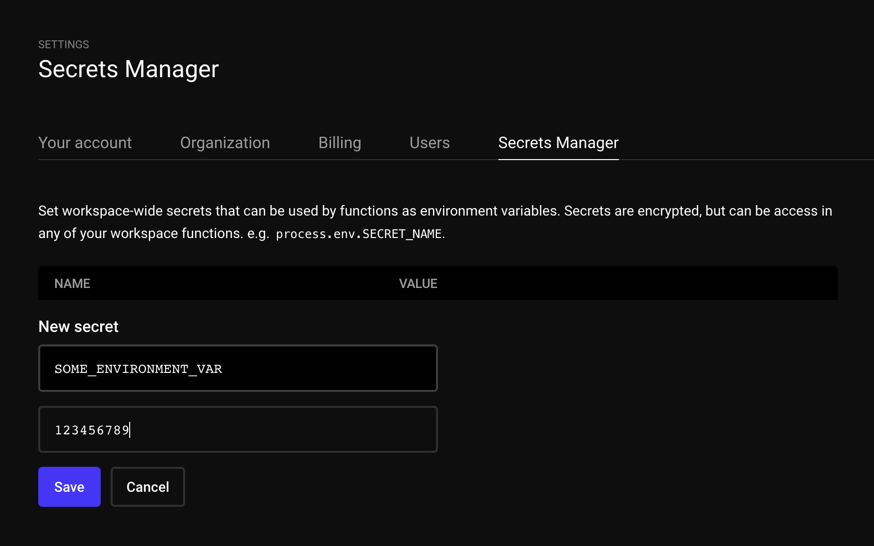 SETTINGS
Secrets Manager
Your account Organization Billing Users Secrets Manager
Set workspace-wide secrets that can be used by functions as environment variables. Secrets are encrypted, but can be access in
any of your workspace functions. e.g. process.env.SECRET_NAME.
NAME VALUE
New secret
SOME_ENVIRONMENT_VAR
123456789
Save Cancel